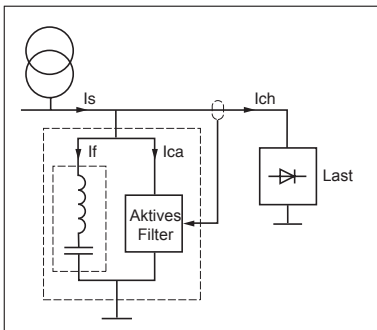 Is
Ich
If
Ica
Aktives
Filter
Last